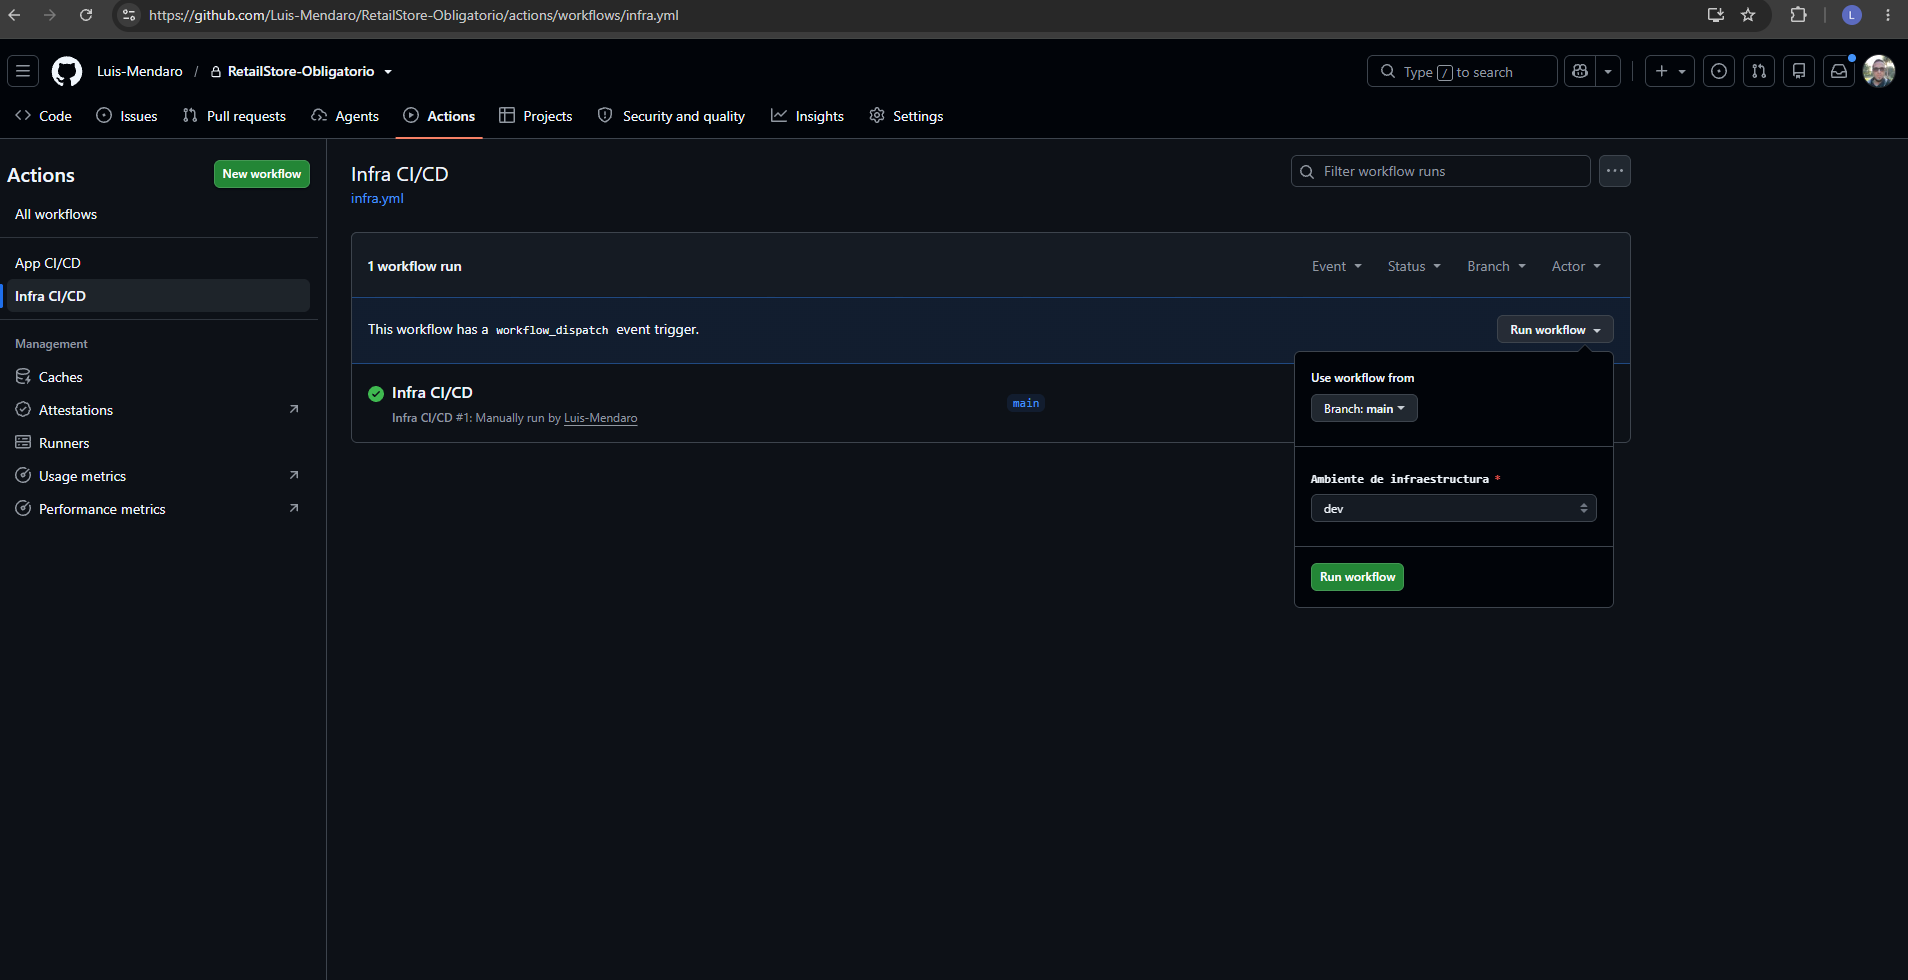 https://github.com/Luis-Mendaro/RetailStore-Obligatorio/actions/workflows/infra.yml
L
Luis-Mendaro / RetailStore-Obligatorio
Type / to search
Code Issues Pull requests Agents Actions Projects Security and quality Insights Settings
Actions
New workflow
All workflows
App CI/CD
Infra CI/CD
Management
Caches
Attestations
Runners
Usage metrics
Performance metrics
Infra CI/CD
infra.yml
Filter workflow runs
1 workflow run
Event Status Branch Actor
This workflow has a workflow_dispatch event trigger.
Run workflow
Infra CI/CD
Infra CI/CD #1: Manually run by Luis-Mendaro
main
Use workflow from
Branch: main
Ambiente de infraestructura *
dev
Run workflow